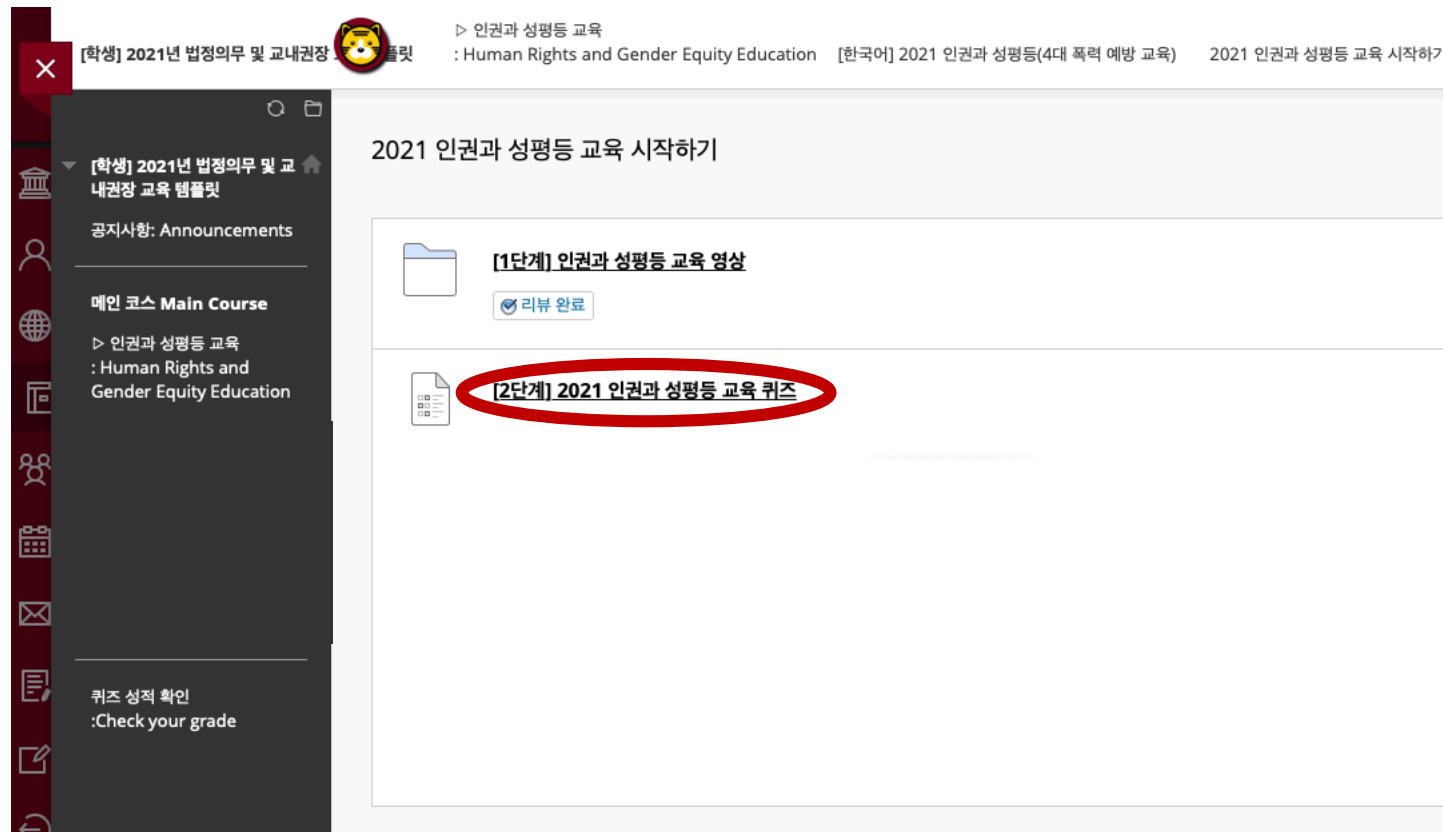 [학생] 2021년 법정의무 및 교내권장
플릿
▷ 인권과 성평등 교육
: Human Rights and Gender Equity Education
[한국어] 2021 인권과 성평등(4대 폭력 예방 교육)
2021 인권과 성평등 교육 시작하기
[학생] 2021년 법정의무 및 교
내권장 교육 템플릿
공지사항: Announcements
메인 코스 Main Course
▷ 인권과 성평등 교육
: Human Rights and
Gender Equity Education
퀴즈 성적 확인
:Check your grade
2021 인권과 성평등 교육 시작하기
[1단계] 인권과 성평등 교육 영상
리뷰 완료
[2단계] 2021 인권과 성평등 교육 퀴즈